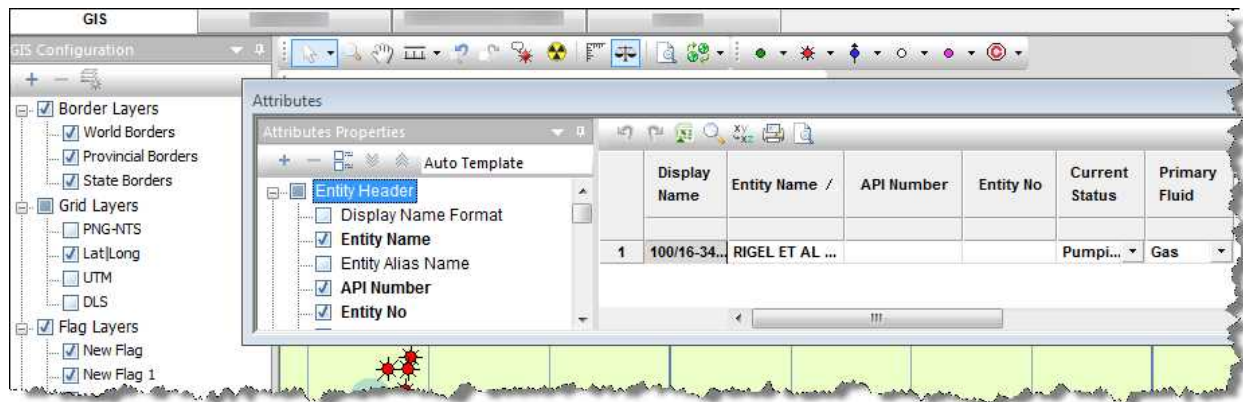 GIS
GIS Configuration
Border Layers
World Borders
Provincial Borders
State Borders
Grid Layers
PNG-NTS
Lat|Long
UTM
DLS
Flag Layers
New Flag
New Flag 1
Attributes
Attributes Properties
Auto Template
Entity Header
Display Name Format
Entity Name
Entity Alias Name
API Number
Entity No
Display Name
Entity Name /
API Number
Entity No
Current Status
Primary Fluid
1 100/16-34... RIGEL ET AL ... Pumpi... Gas